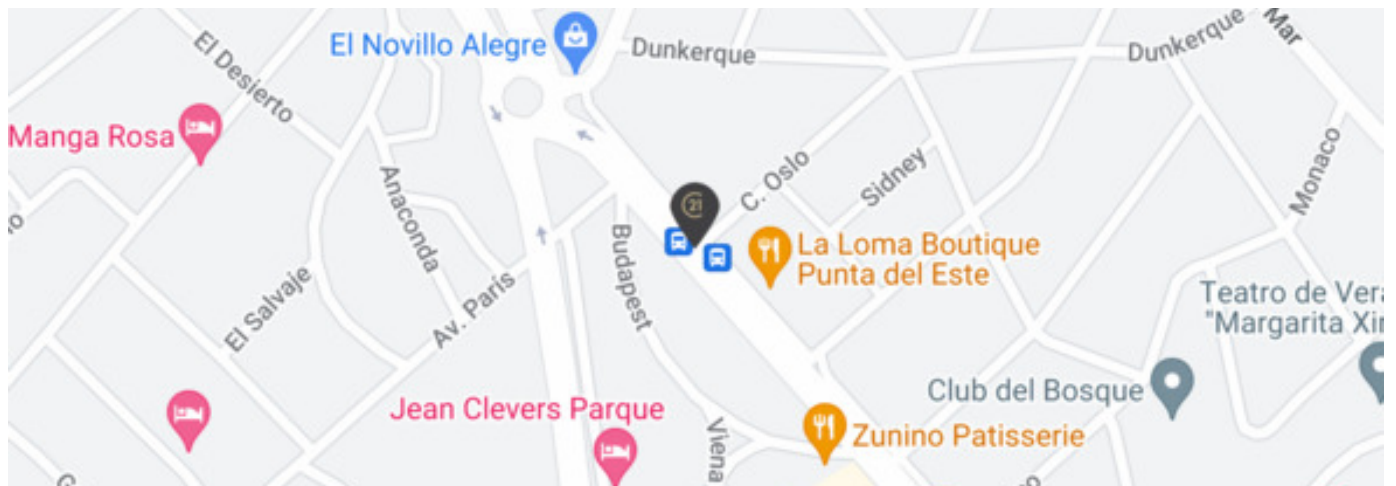 Mar
El Novillo Alegre
Dunkerque
Dunkerque
El Desierto
Manga Rosa
Monaco
C. Oslo
Sidney
Anaconda
21
La Loma Boutique
Punta del Este
Budapest
El Salvaje
Av. París
Teatro de Vera
"Margarita Xir
Club del Bosque
Jean Clevers Parque
Viena
Zunino Patisserie